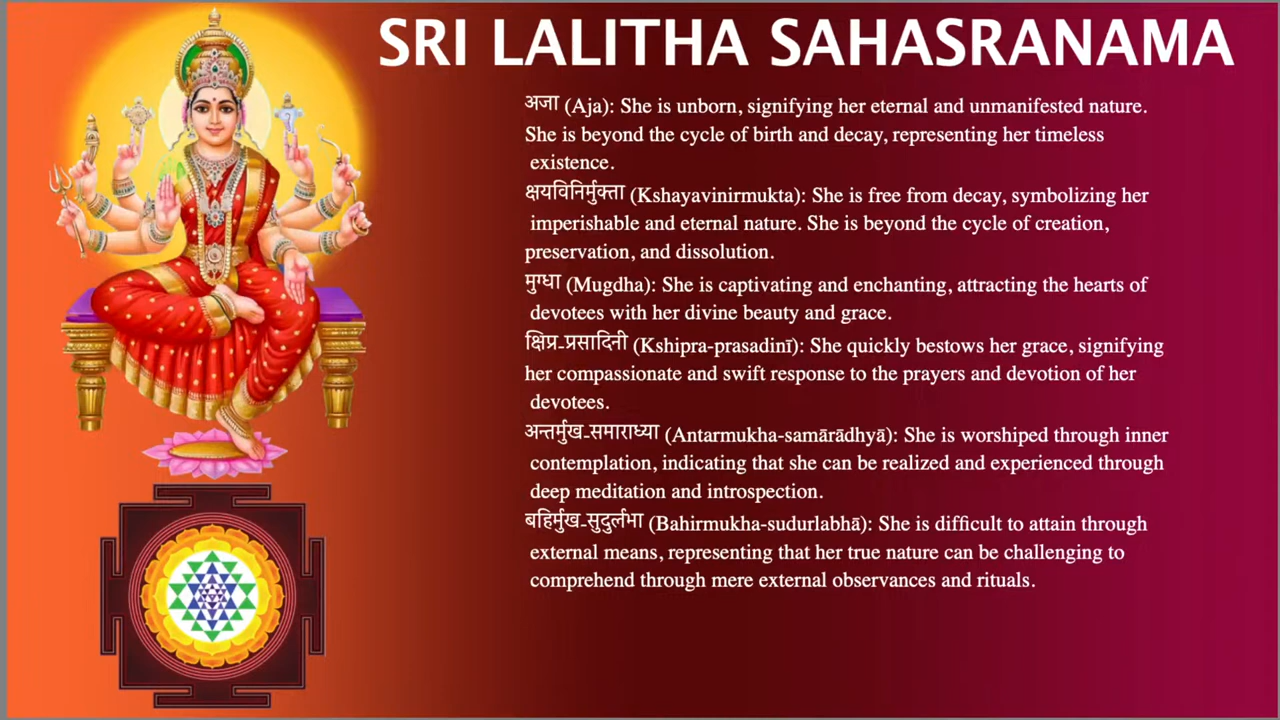 SRI LALITHA SAHASRANAMA
अजा (Aja): She is unborn, signifying her eternal and unmanifested nature.
She is beyond the cycle of birth and decay, representing her timeless
existence.
क्षयविनिर्मुक्ता (Kshayavinirmukta): She is free from decay, symbolizing her
imperishable and eternal nature. She is beyond the cycle of creation,
preservation, and dissolution.
मुग्धा (Mugdha): She is captivating and enchanting, attracting the hearts of
devotees with her divine beauty and grace.
क्षिप्र-प्रसादिनी (Kshipra-prasadinī): She quickly bestows her grace, signifying
her compassionate and swift response to the prayers and devotion of her
devotees.
अन्तर्मुख-समाराध्या (Antarmukha-samārādhyā): She is worshiped through inner
contemplation, indicating that she can be realized and experienced through
deep meditation and introspection.
बहिर्मुख-सुदुर्लभा (Bahirmukha-sudurlabhā): She is difficult to attain through
external means, representing that her true nature can be challenging to
comprehend through mere external observances and rituals.